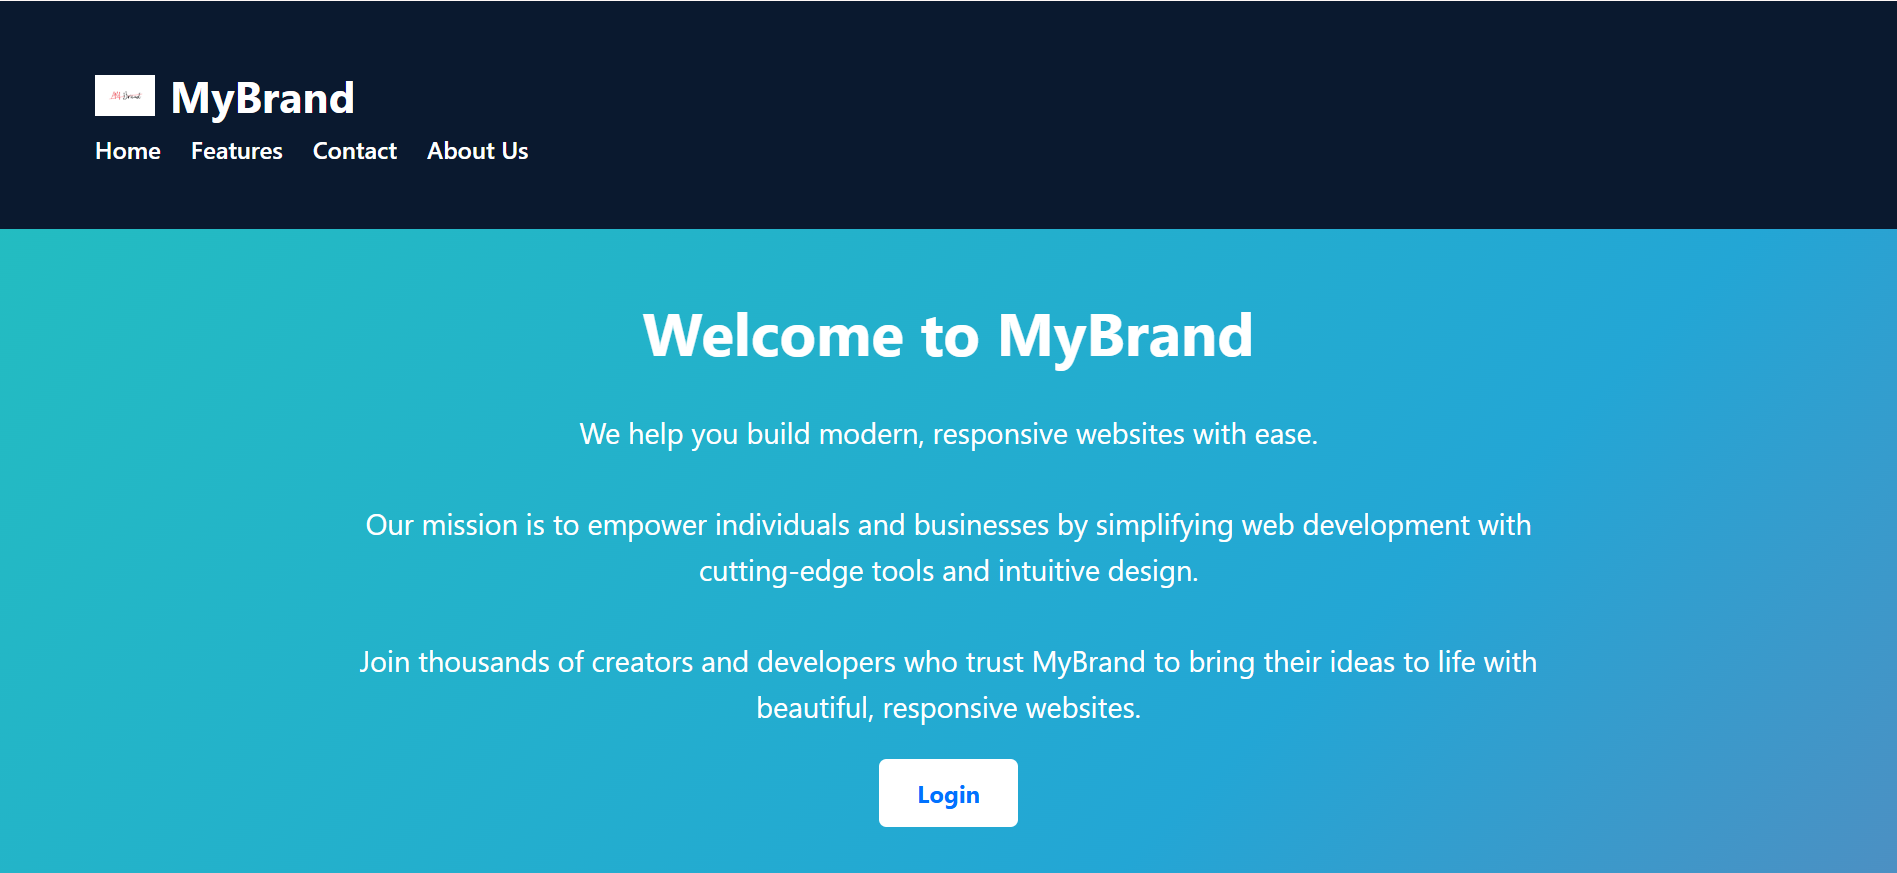 MyBrand
Home Features Contact About Us
Welcome to MyBrand
We help you build modern, responsive websites with ease.
Our mission is to empower individuals and businesses by simplifying web development with
cutting-edge tools and intuitive design.
Join thousands of creators and developers who trust MyBrand to bring their ideas to life with
beautiful, responsive websites.
Login